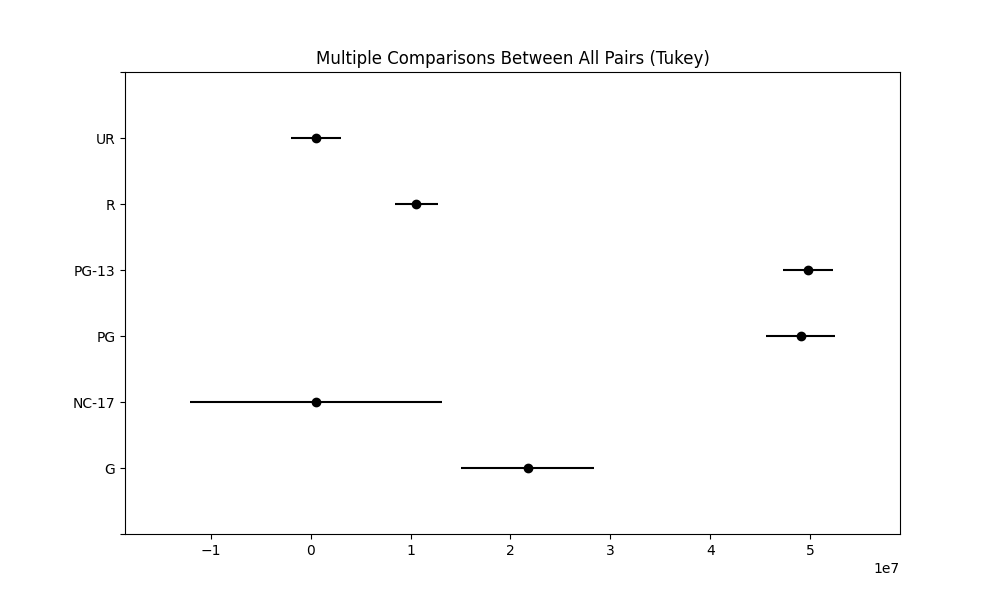 Multiple Comparisons Between All Pairs (Tukey)
UR
R
PG-13
PG
NC-17
G
−1 0 1 2 3 4 5
1e7